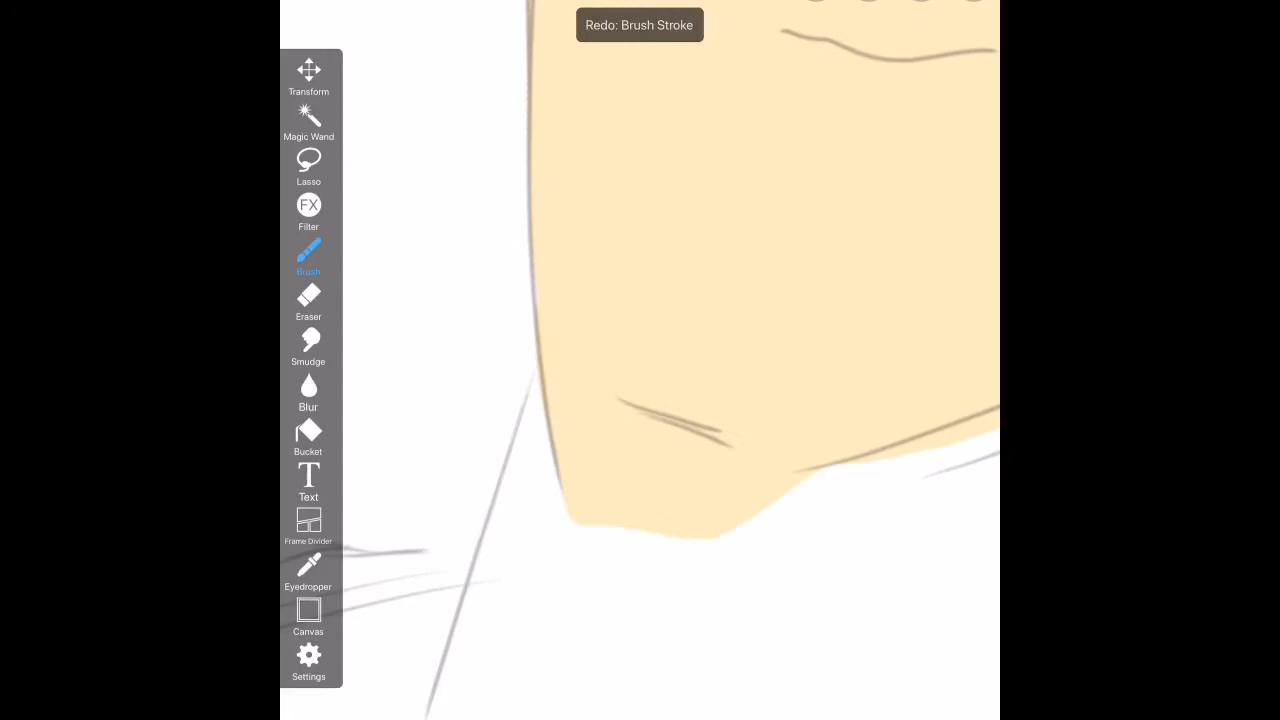 Redo: Brush Stroke
Transform
Magic Wand
Lasso
FX
Filter
Brush
Eraser
Smudge
Blur
Bucket
T
Text
Frame Divider
Eyedropper
Canvas
Settings